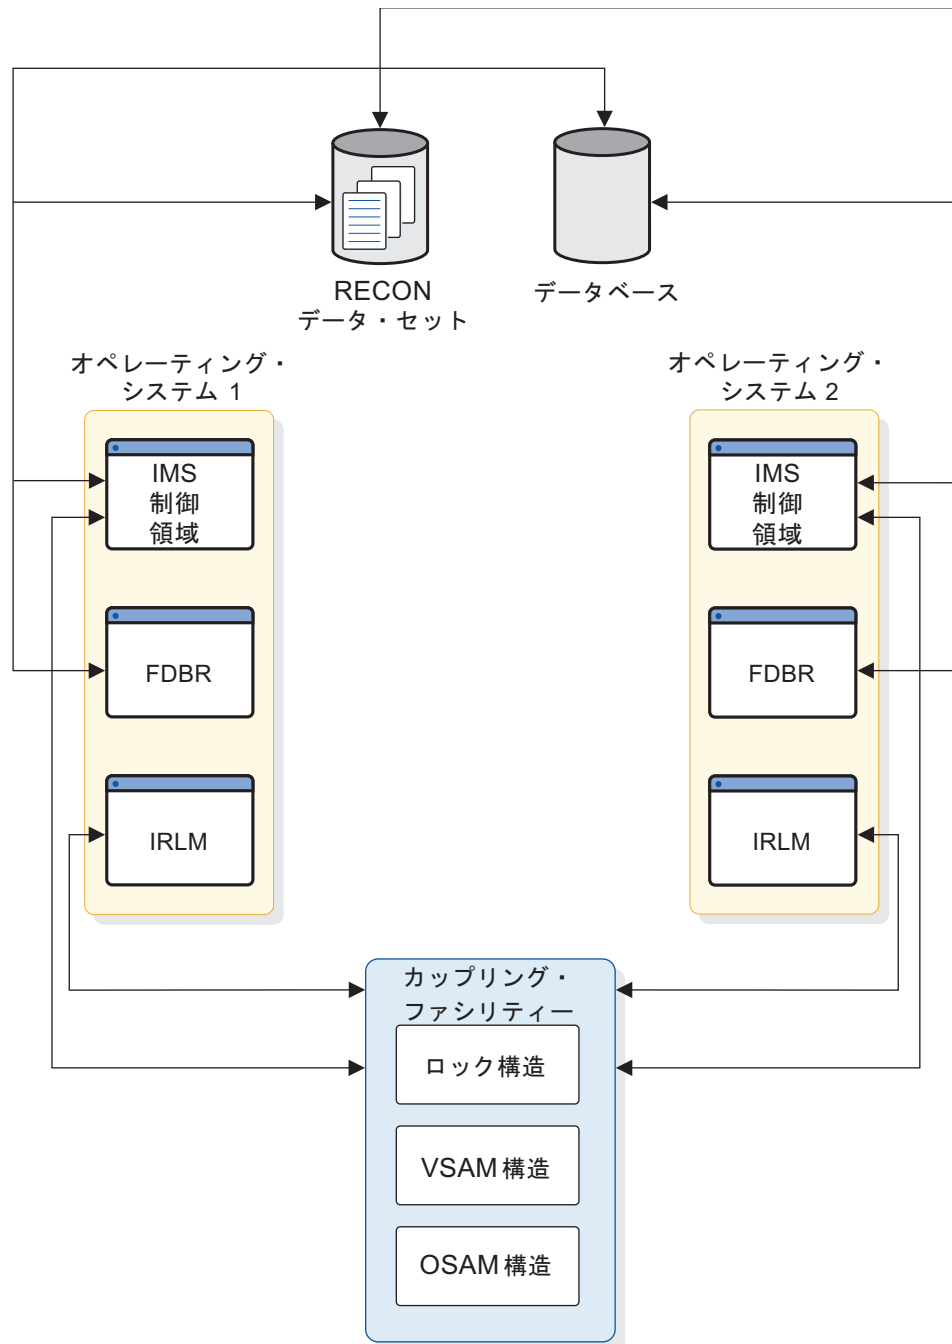 RECON
データ・セット
データベース
オペレーティング・
システム 1
IMS
制御
領域
FDBR
IRLM
オペレーティング・
システム 2
IMS
制御
領域
FDBR
IRLM
カップリング・
ファシリティー
ロック構造
VSAM 構造
OSAM 構造